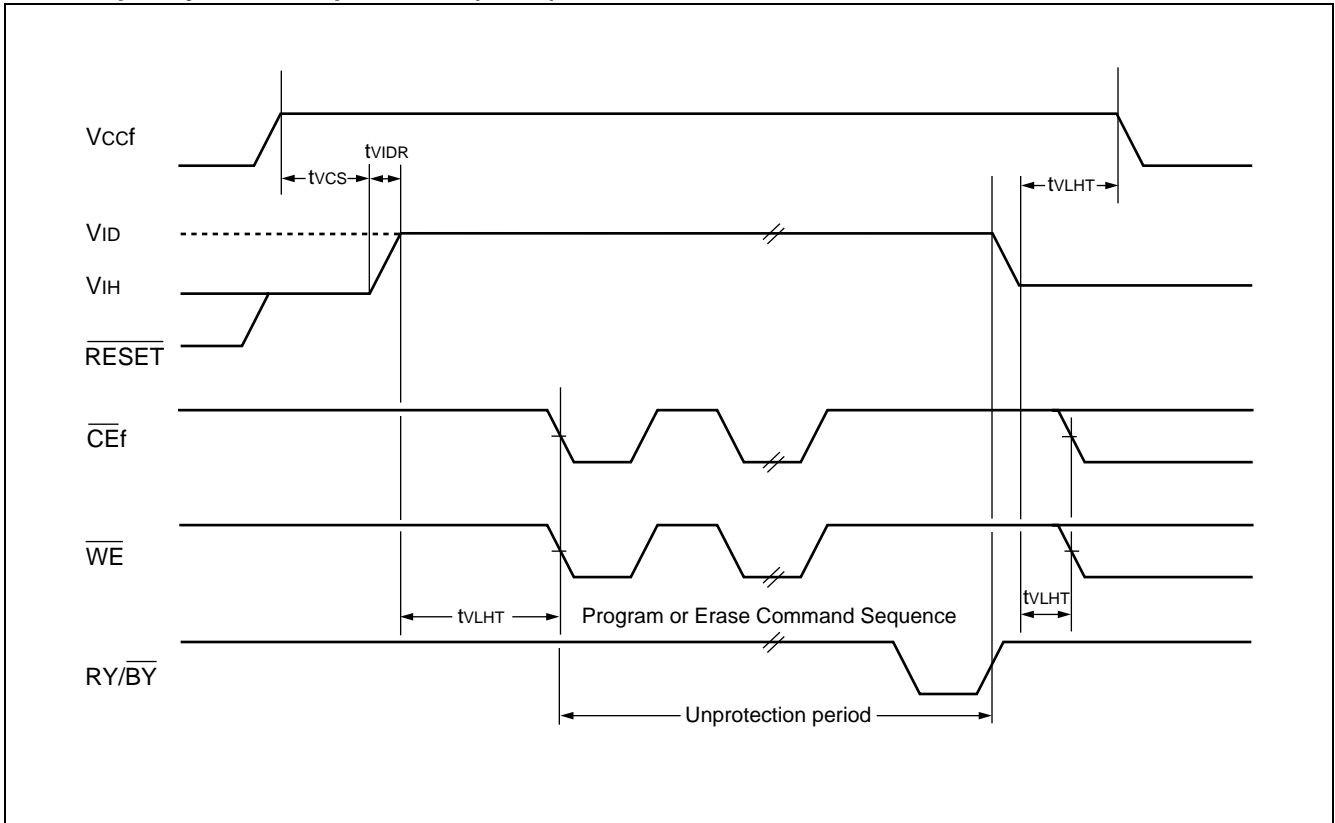 VCCf
tVIDR
tVCS
tVLHT
VID
VIH
RESET
CEf
WE
tVLHT
Program or Erase Command Sequence
tVLHT
RY/BY
Unprotection period